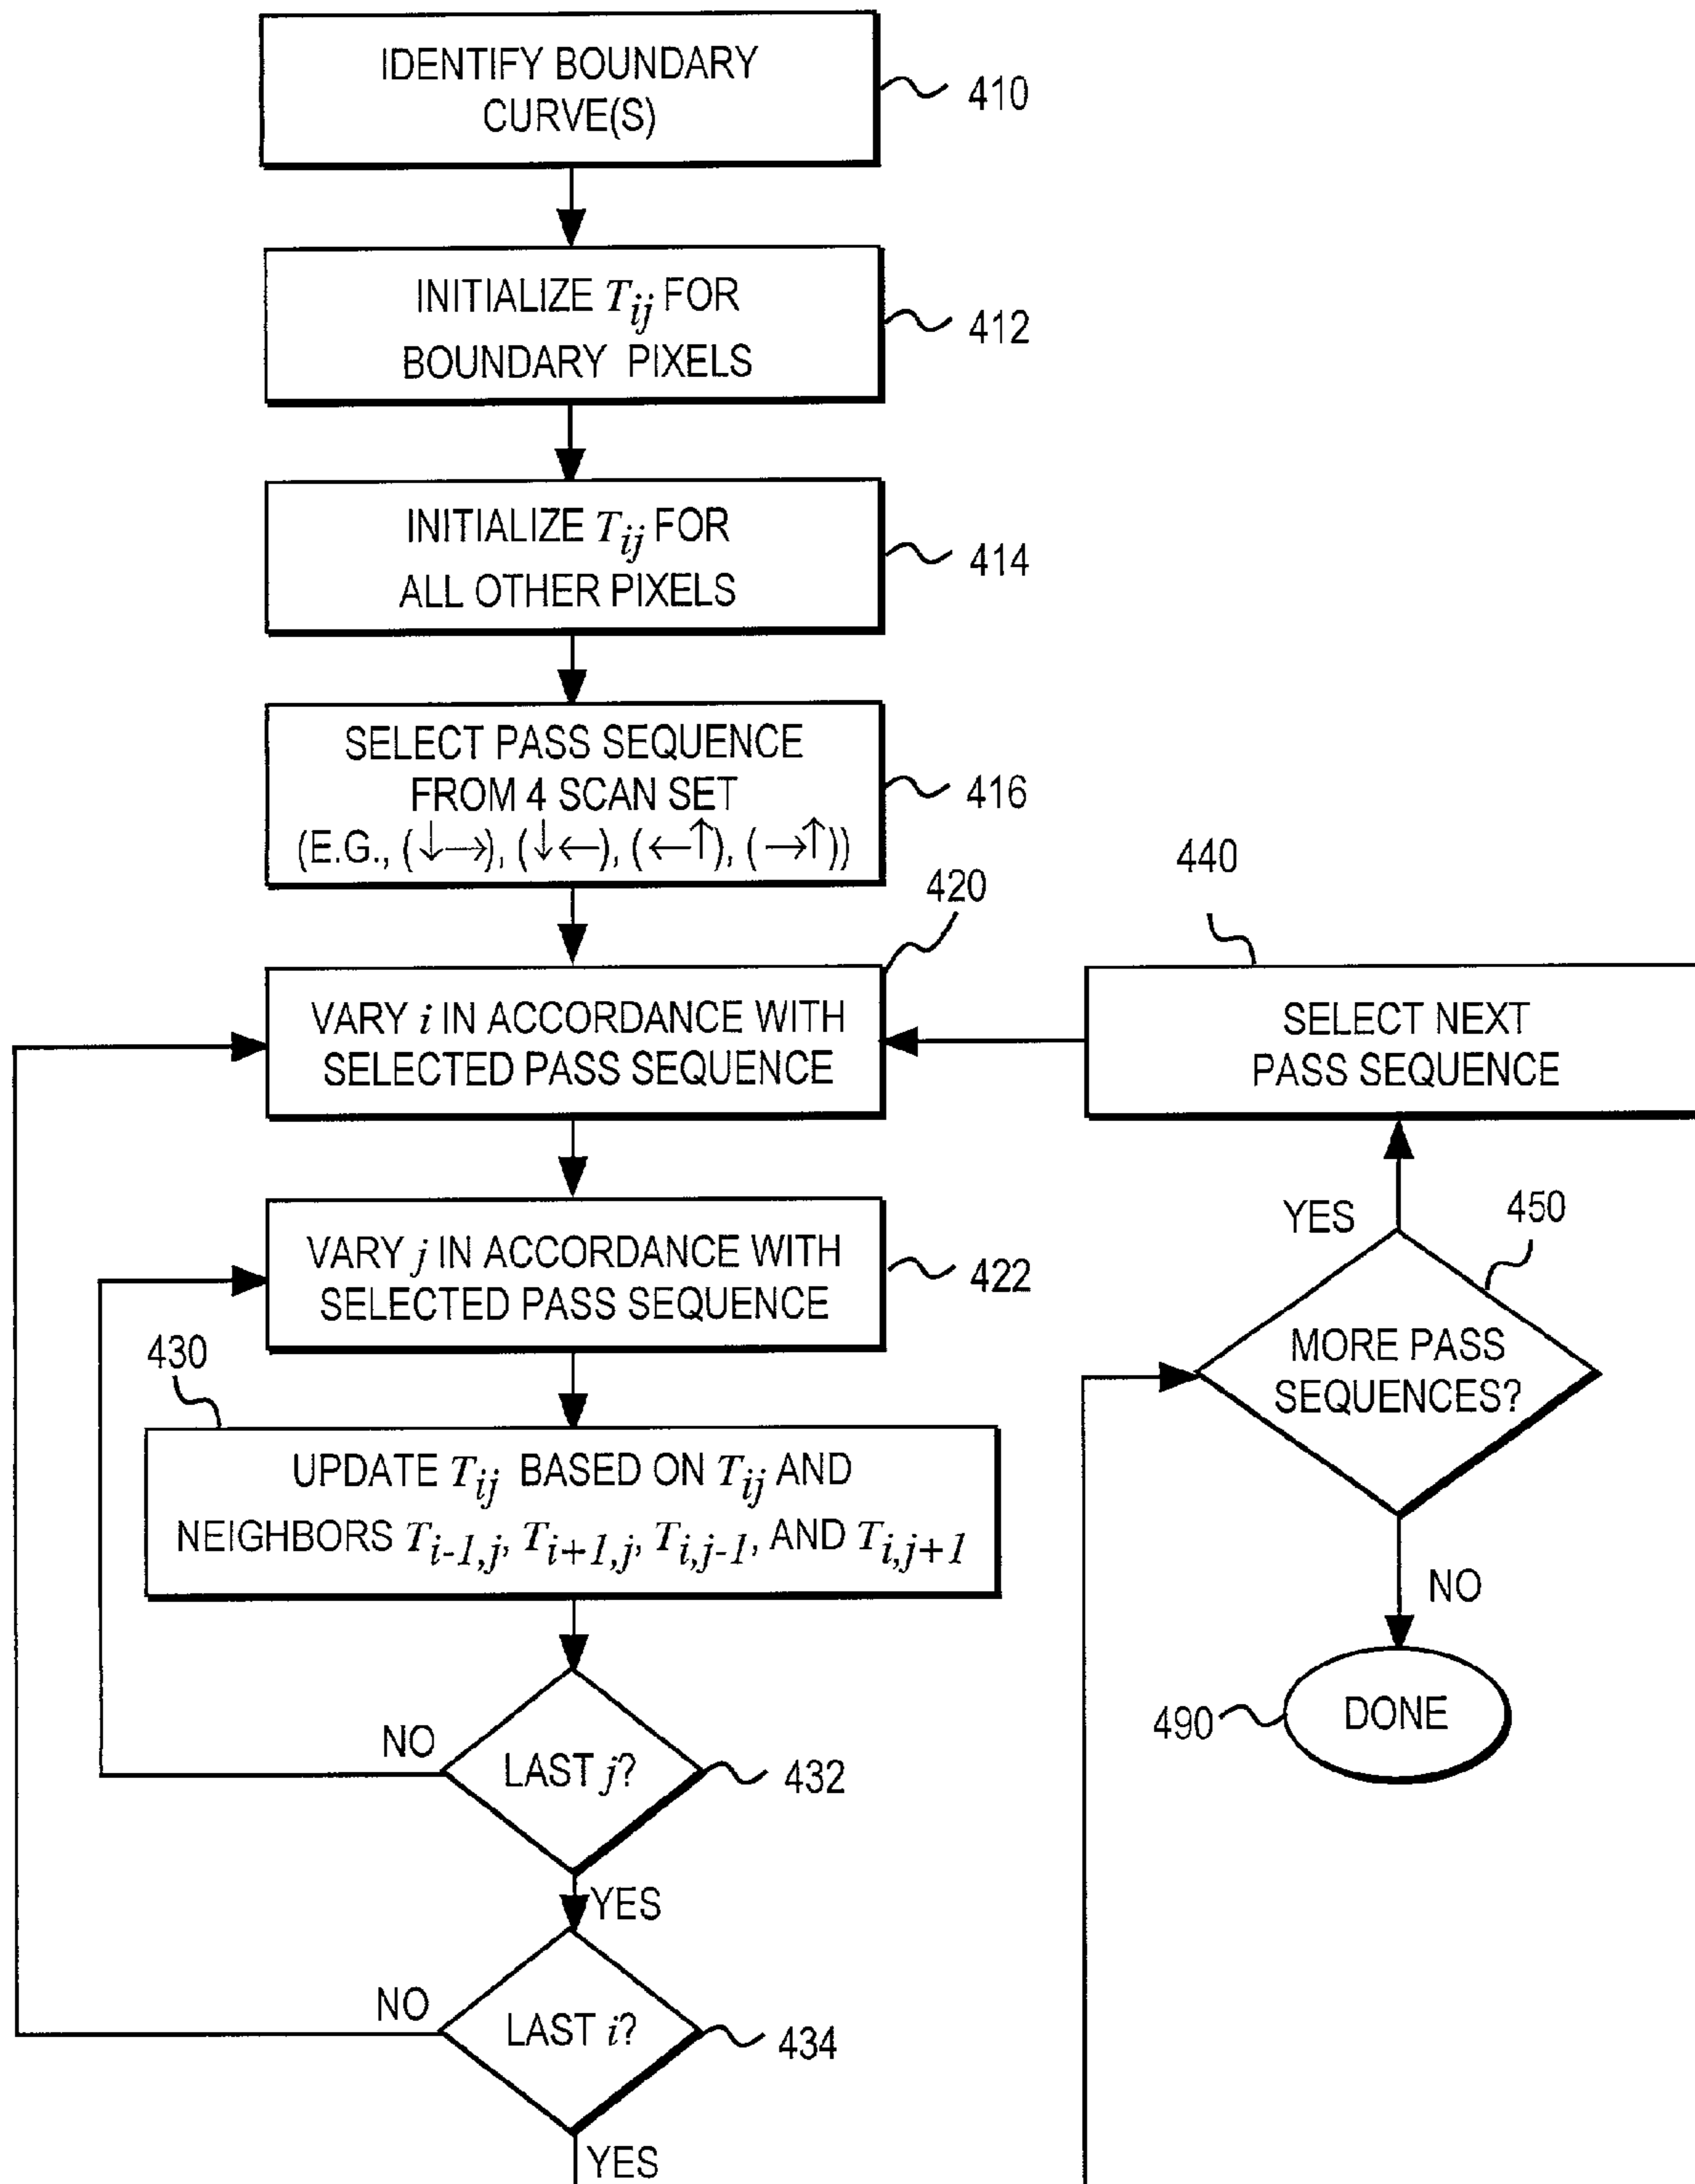 IDENTIFY BOUNDARY
CURVE(S)
410
INITIALIZE Tij FOR
BOUNDARY PIXELS
412
INITIALIZE Tij FOR
ALL OTHER PIXELS
414
SELECT PASS SEQUENCE
FROM 4 SCAN SET
(E.G., (↓→), (↓←), (←↑), (→↑))
416
420
VARY i IN ACCORDANCE WITH
SELECTED PASS SEQUENCE
440
SELECT NEXT
PASS SEQUENCE
VARY j IN ACCORDANCE WITH
SELECTED PASS SEQUENCE
422
YES
450
MORE PASS
SEQUENCES?
430
UPDATE Tij BASED ON Tij AND
NEIGHBORS Ti-1,j, Ti+1,j, Ti,j-1, AND Ti,j+1
NO
490
DONE
NO
LAST j?
432
YES
NO
LAST i?
434
YES